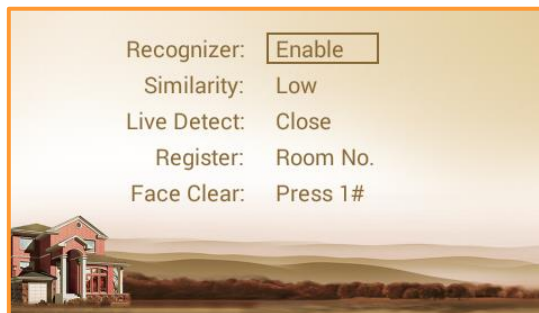 Recognizer: Enable
Similarity: Low
Live Detect: Close
Register: Room No.
Face Clear: Press 1#